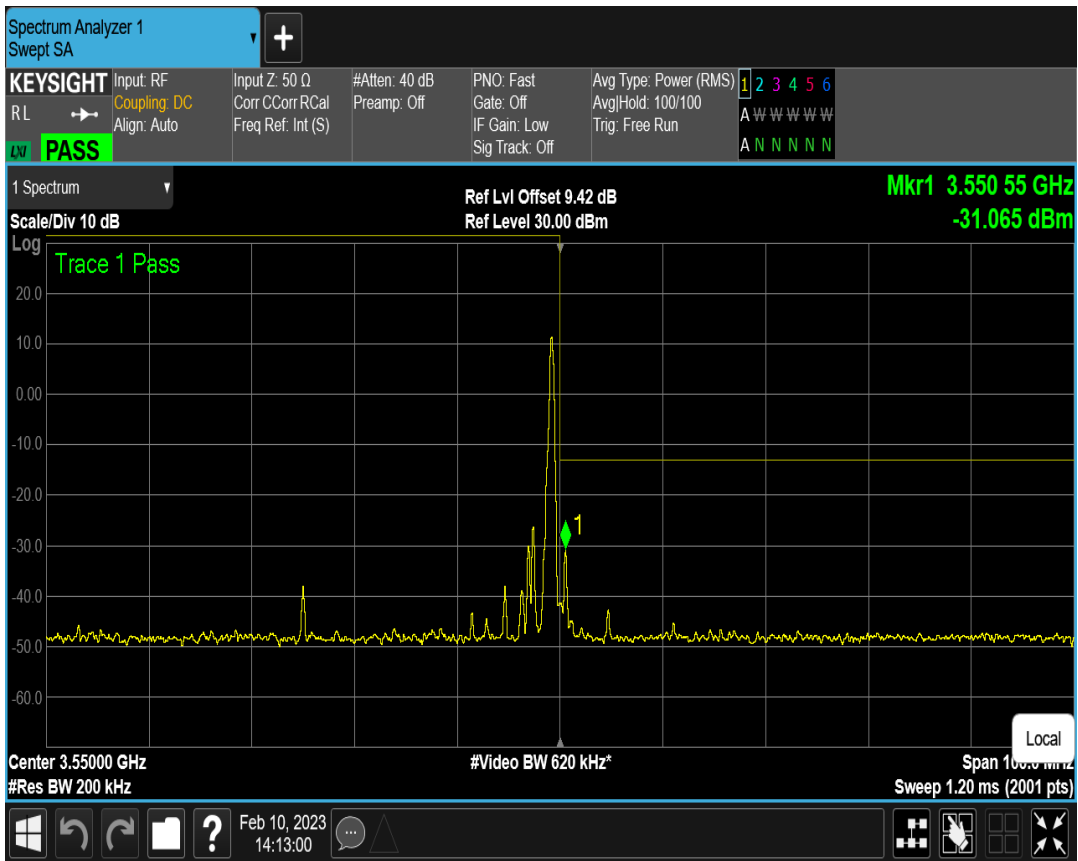 Spectrum Analyzer 1
Swept SA
+
KEYSIGHT
R L
LXI PASS
Input: RF
Coupling: DC
Align: Auto
Input Z: 50 Ω
Corr CCorr RCal
Freq Ref: Int (S)
#Atten: 40 dB
Preamp: Off
PNO: Fast
Gate: Off
IF Gain: Low
Sig Track: Off
Avg Type: Power (RMS)
Avg|Hold: 100/100
Trig: Free Run
1 2 3 4 5 6
A W W W W W
A N N N N N
1 Spectrum
Scale/Div 10 dB
Ref Lvl Offset 9.42 dB
Ref Level 30.00 dBm
Mkr1 3.550 55 GHz
-31.065 dBm
Log
Trace 1 Pass
20.0
10.0
0.00
-10.0
-20.0
1
-30.0
-40.0
-50.0
-60.0
Local
Center 3.55000 GHz
#Video BW 620 kHz*
Span 100.0 MHz
#Res BW 200 kHz
Sweep 1.20 ms (2001 pts)
?
Feb 10, 2023
14:13:00